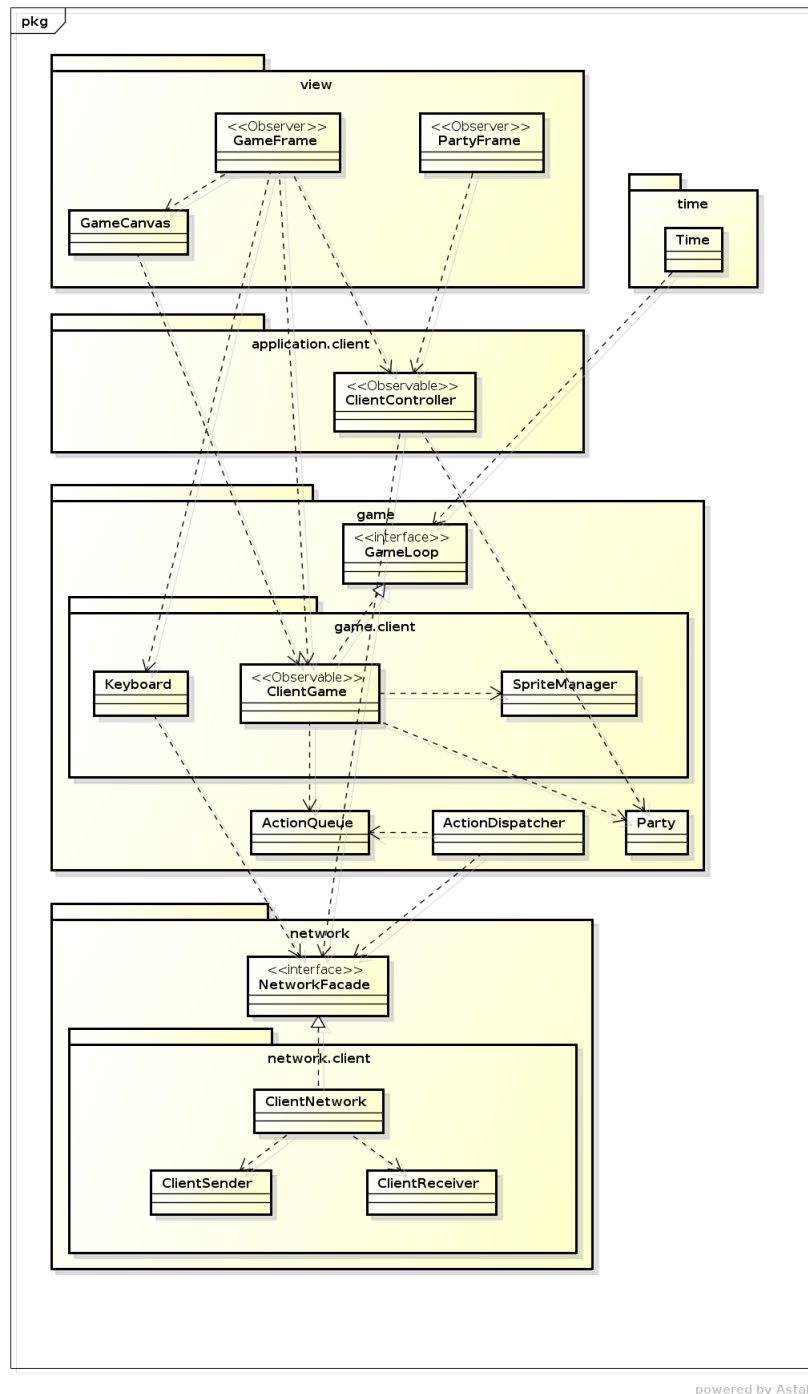 pkg
view
<<Observer>>
GameFrame
<<Observer>>
PartyFrame
GameCanvas
time
Time
application.client
<<Observable>>
ClientController
game
<<interface>>
GameLoop
game.client
Keyboard
<<Observable>>
ClientGame
SpriteManager
ActionQueue
ActionDispatcher
Party
network
<<interface>>
NetworkFacade
network.client
ClientNetwork
ClientSender
ClientReceiver
powered by Asta